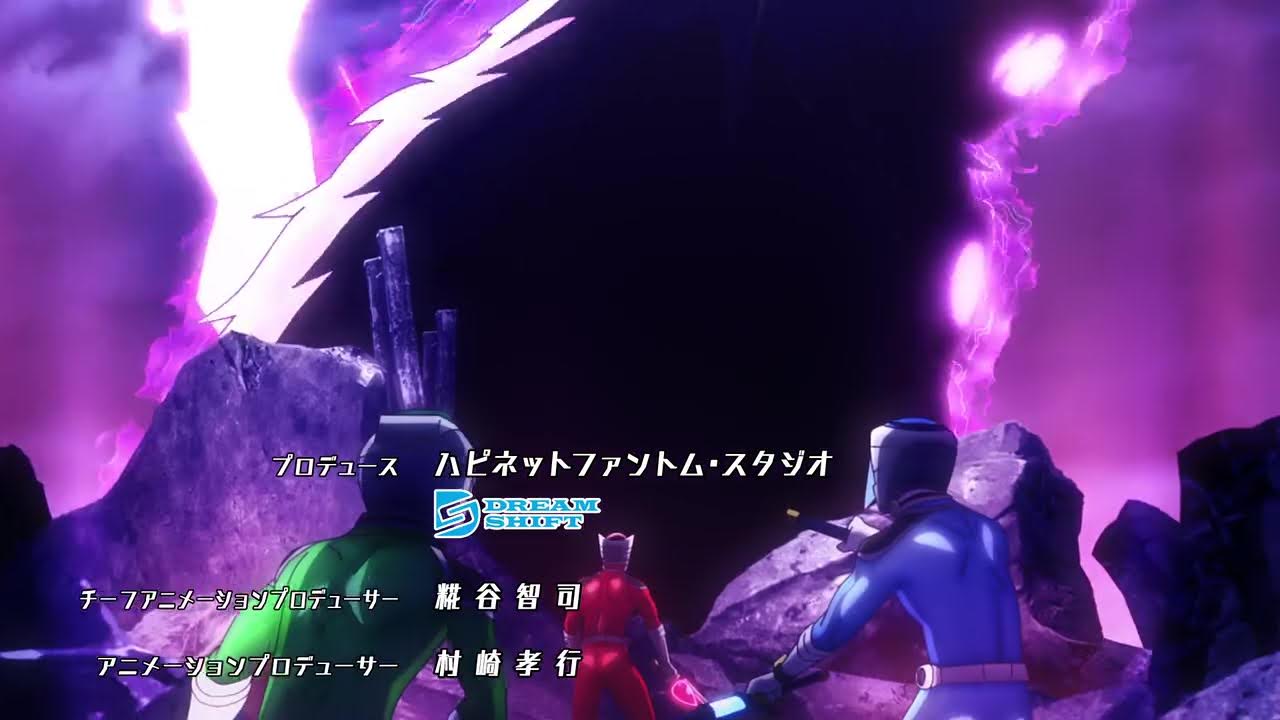 プロデュース ハピネットファントム・スタジオ
DREAM
SHIFT
チーフアニメーションプロデューサー 糀谷智司
アニメーションプロデューサー 村崎孝行